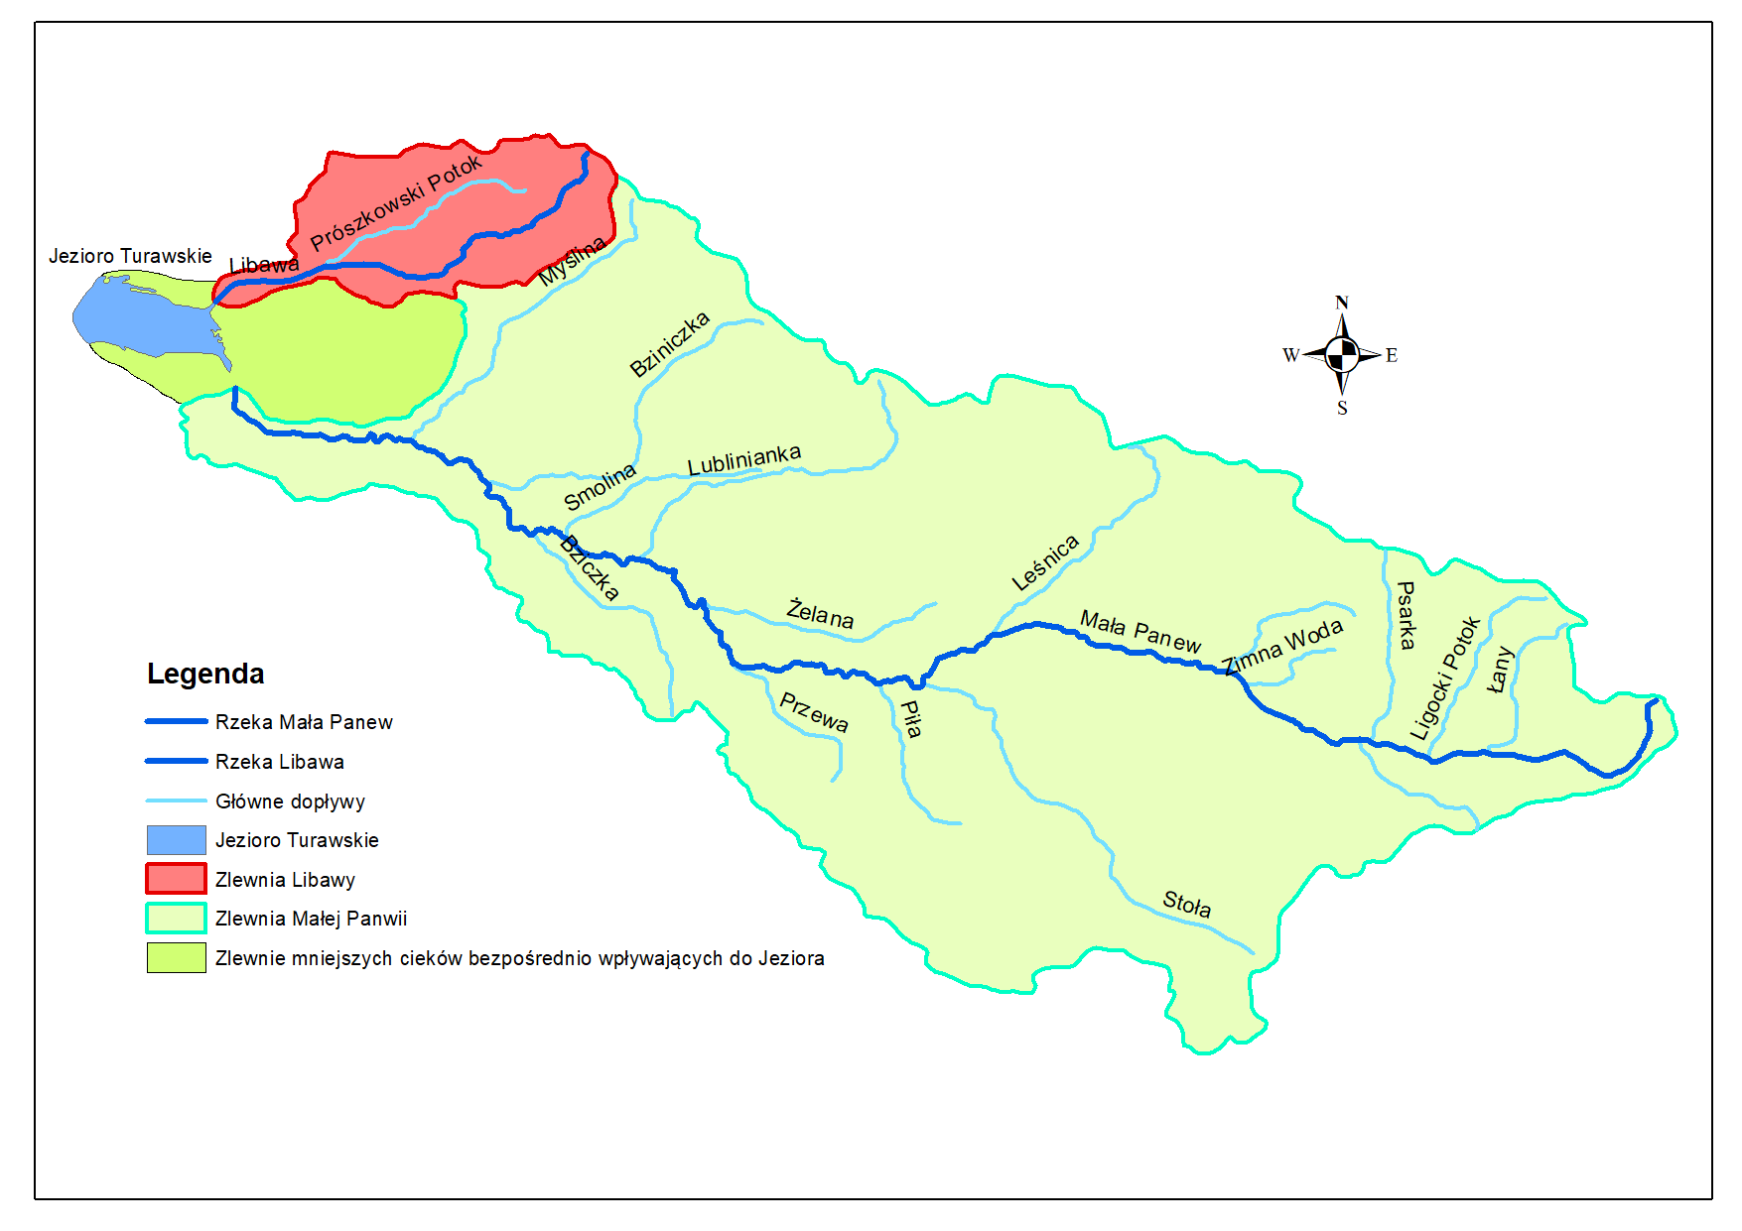 Prószkowski Potok
Jezioro Turawskie
Libawa
Myślina
N
W
E
S
Bziniczka
Lublinianka
Smolina
Bziczka
Leśnica
Żelana
Mała Panew
Zimna Woda
Psarka
Ligocki Potok
Łany
Przewa
Piła
Stoła
Legenda
Rzeka Mała Panew
Rzeka Libawa
Główne dopływy
Jezioro Turawskie
Zlewnia Libawy
Zlewnia Małej Panwii
Zlewnie mniejszych cieków bezpośrednio wpływających do Jeziora